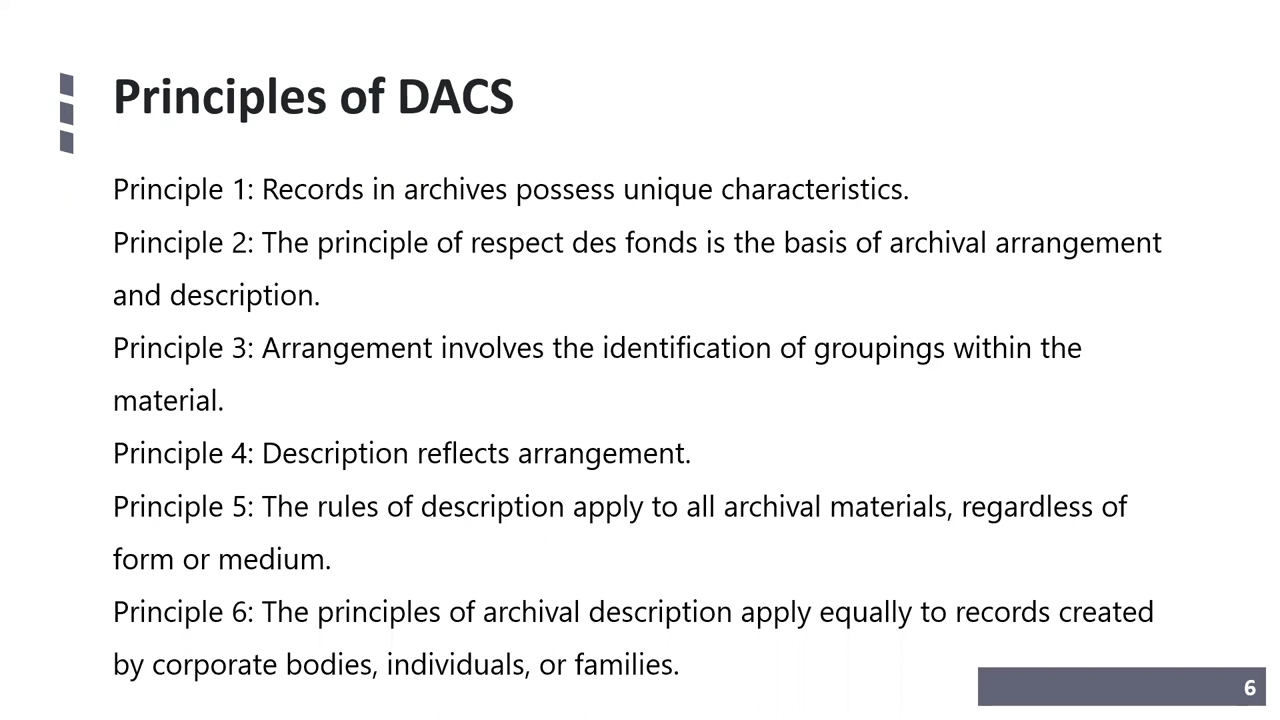 Principles of DACS
Principle 1: Records in archives possess unique characteristics.
Principle 2: The principle of respect des fonds is the basis of archival arrangement
and description.
Principle 3: Arrangement involves the identification of groupings within the
material.
Principle 4: Description reflects arrangement.
Principle 5: The rules of description apply to all archival materials, regardless of
form or medium.
Principle 6: The principles of archival description apply equally to records created
by corporate bodies, individuals, or families.
6